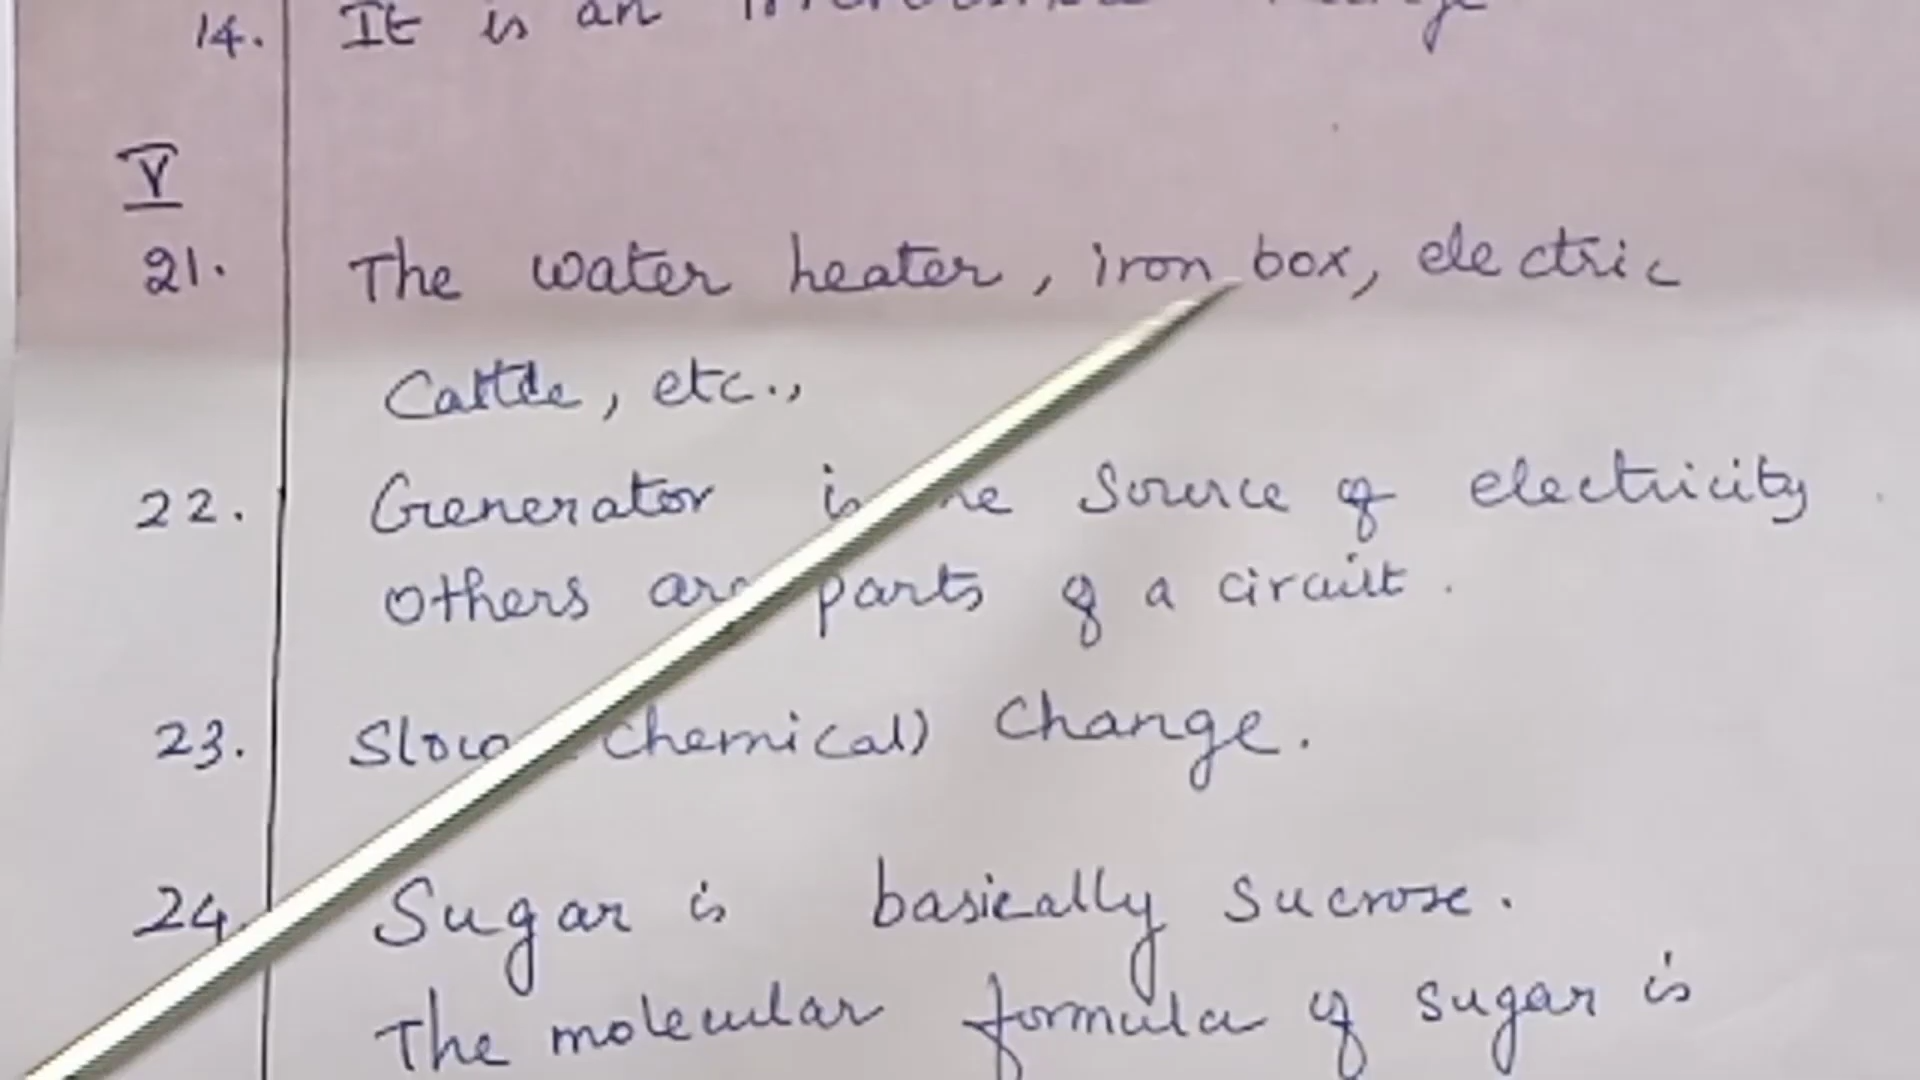 14. It is an
V
21. The water heater, iron box, electric
Cattle, etc.,
22. Generator is source of electricity.
others are parts of a circuit.
23. Slow (chemical) change.
24. Sugar is basically sucrose.
The molecular formula of sugar is